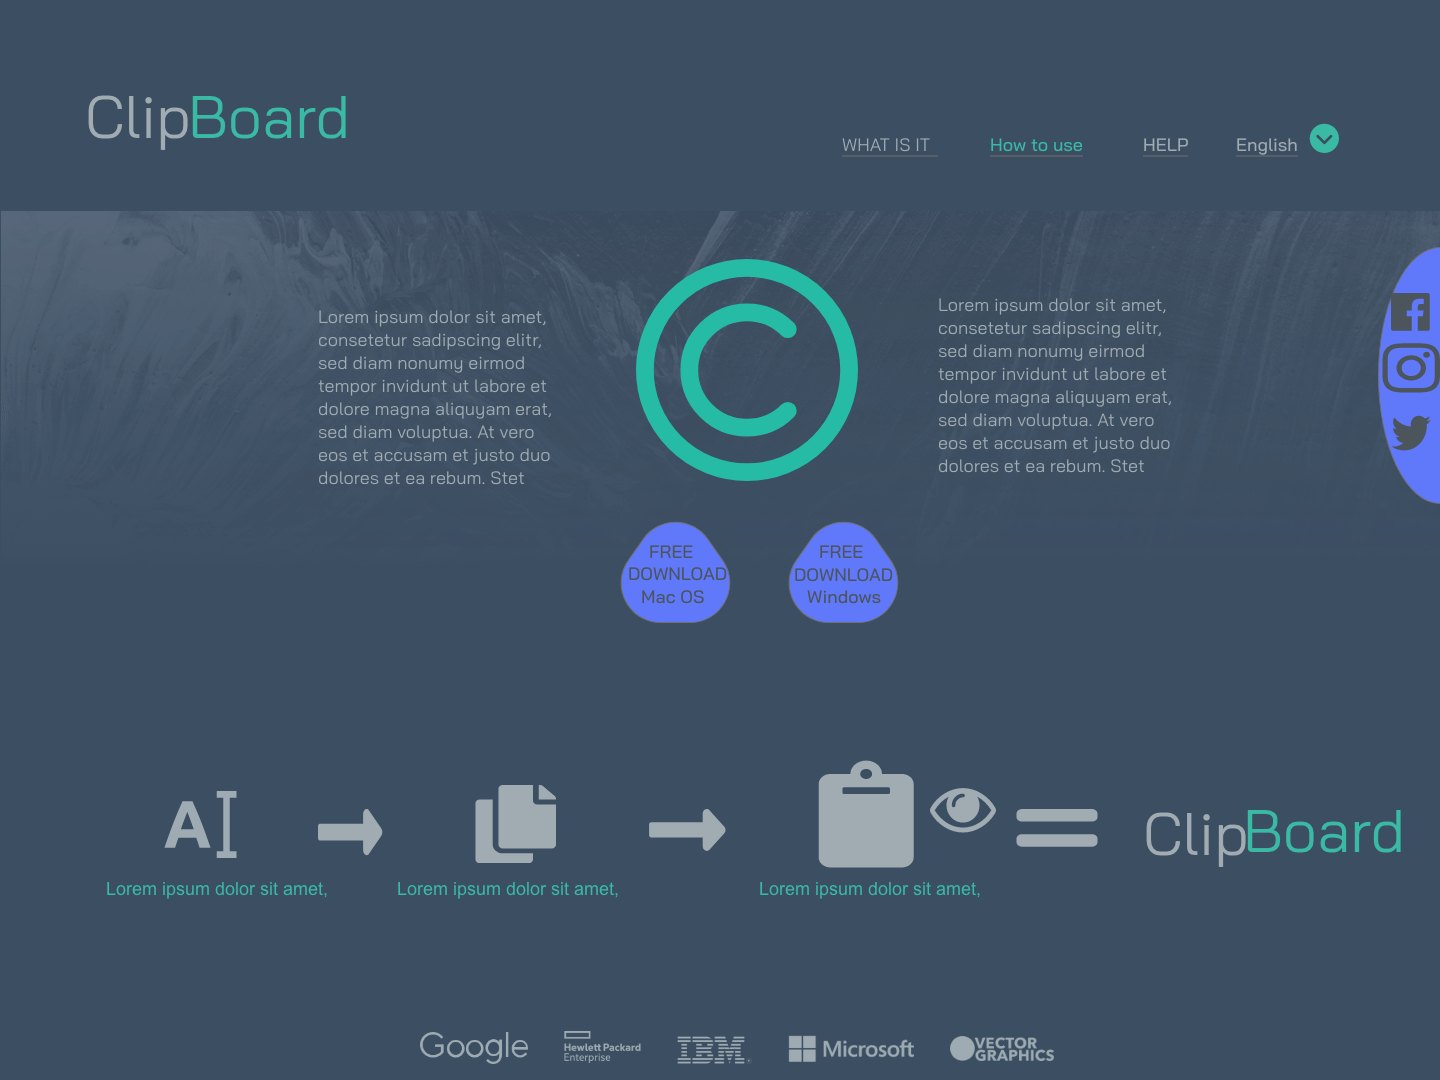 ClipBoard
WHAT IS IT
How to use
HELP
English
Lorem ipsum dolor sit amet,
consetetur sadipscing elitr,
sed diam nonumy eirmod
tempor invidunt ut labore et
dolore magna aliquyam erat,
sed diam voluptua. At vero
eos et accusam et justo duo
dolores et ea rebum. Stet
Lorem ipsum dolor sit amet,
consetetur sadipscing elitr,
sed diam nonumy eirmod
tempor invidunt ut labore et
dolore magna aliquyam erat,
sed diam voluptua. At vero
eos et accusam et justo duo
dolores et ea rebum. Stet
FREE
DOWNLOAD
Mac OS
FREE
DOWNLOAD
Windows
A
Lorem ipsum dolor sit amet,
Lorem ipsum dolor sit amet,
Lorem ipsum dolor sit amet,
ClipBoard
Google
Hewlett Packard
Enterprise
IBM
Microsoft
VECTOR
GRAPHICS